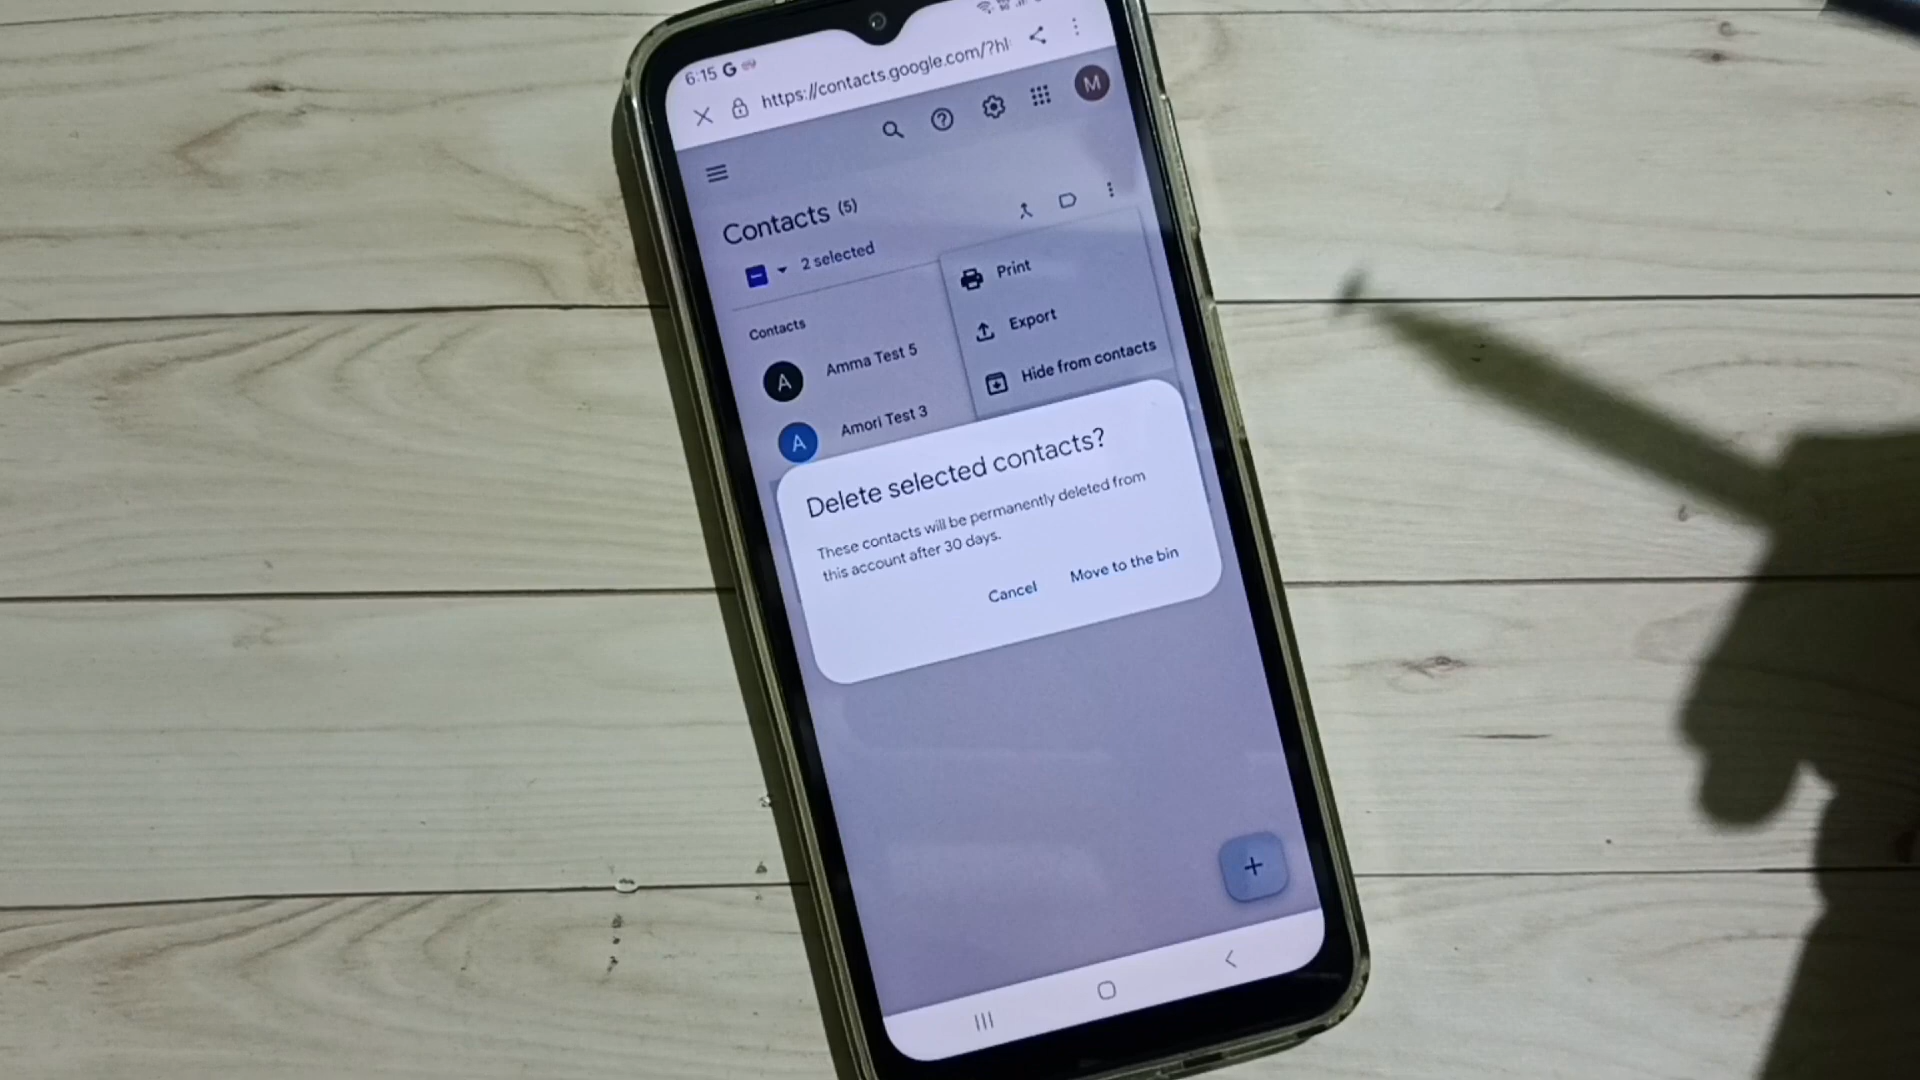 6:15 G
https://contacts.google.com/?hl
M
Contacts (5)
2 selected
Print
Export
Hide from contacts
Contacts
A Amma Test 5
A Amori Test 3
Delete selected contacts?
These contacts will be permanently deleted from
this account after 30 days.
Cancel Move to the bin